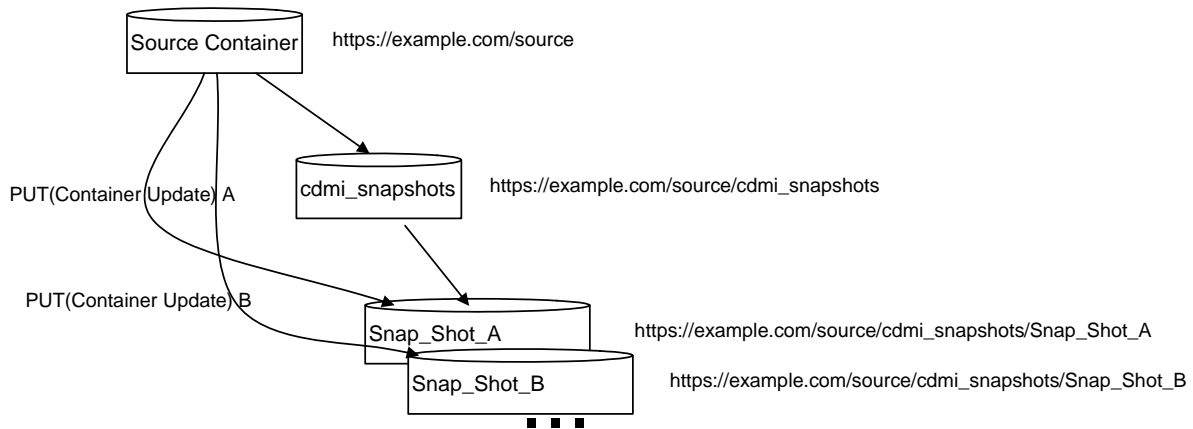 Source Container
https://example.com/source
cdmi_snapshots
https://example.com/source/cdmi_snapshots
PUT(Container Update) A
PUT(Container Update) B
Snap_Shot_A
https://example.com/source/cdmi_snapshots/Snap_Shot_A
Snap_Shot_B
https://example.com/source/cdmi_snapshots/Snap_Shot_B